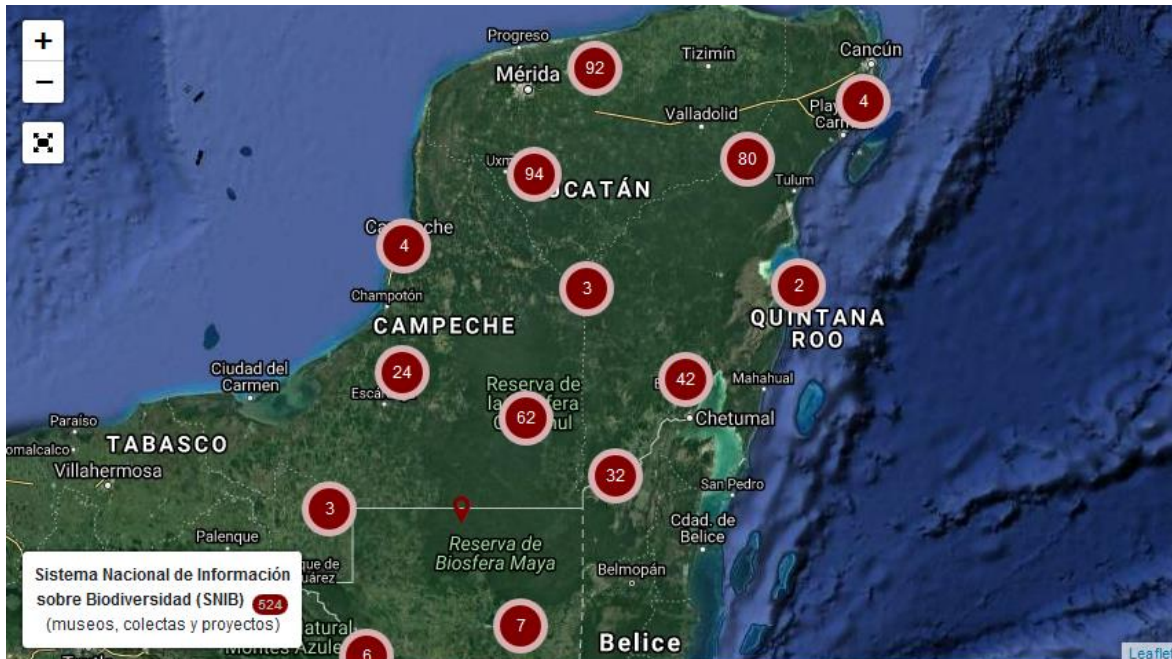 +
−
Progreso
Mérida
92
Tizimín
Cancún
4
Valladolid
80
Tulum
94
4
Champotón
3
2
CAMPECHE
QUINTANA
ROO
Ciudad del
Carmen
24
Reserva de
62
42
Mahahual
Chetumal
Paraíso
TABASCO
Villahermosa
32
San Pedro
3
Cdad. de
Belice
Palenque
Reserva de
Biosfera Maya
Belmopán
7
6
Belice
Sistema Nacional de Información
sobre Biodiversidad (SNIB) 524
(museos, colectas y proyectos)